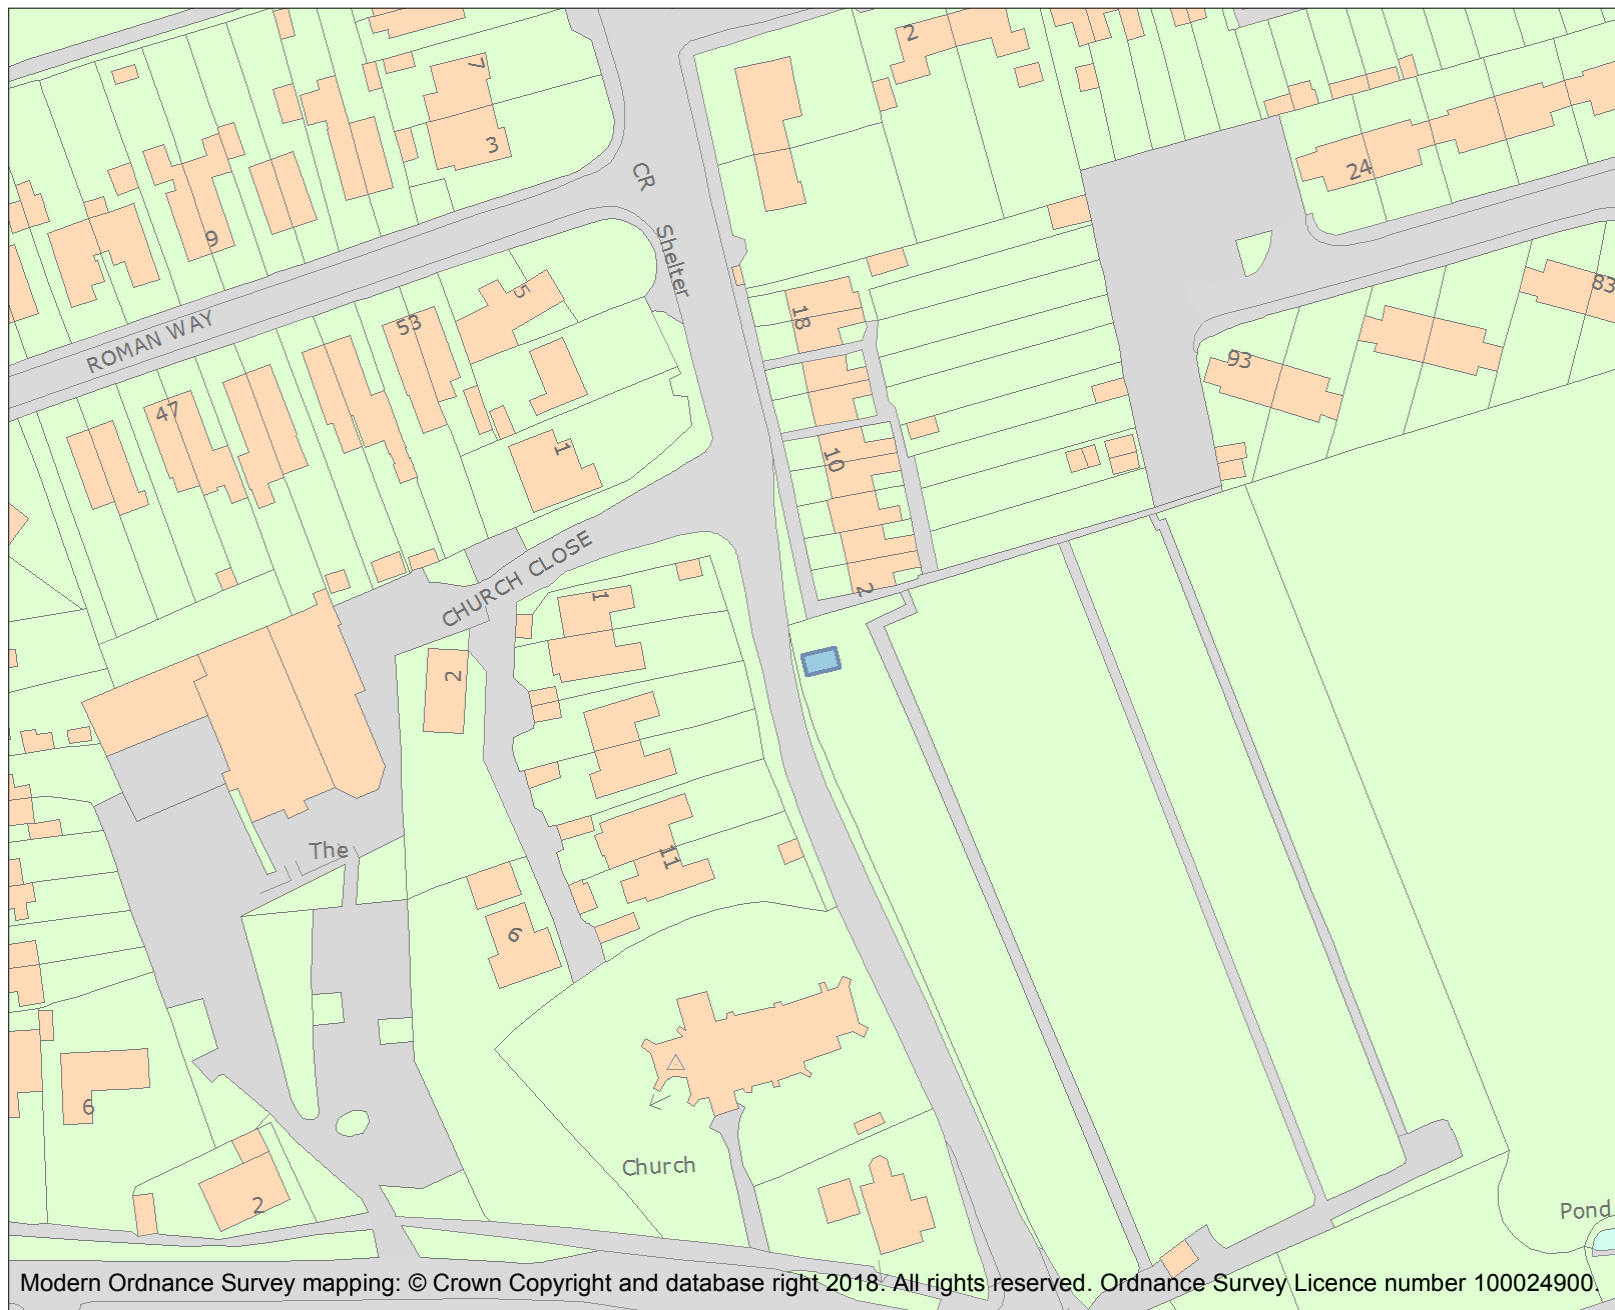 2
7
3
CR
24
9
Shelter
83
5
18
ROMAN WAY
53
93
47
1
10
CHURCH CLOSE
1
2
2
The
11
6
6
Church
2
Pond
Modern Ordnance Survey mapping: © Crown Copyright and database right 2018. All rights reserved. Ordnance Survey Licence number 100024900.